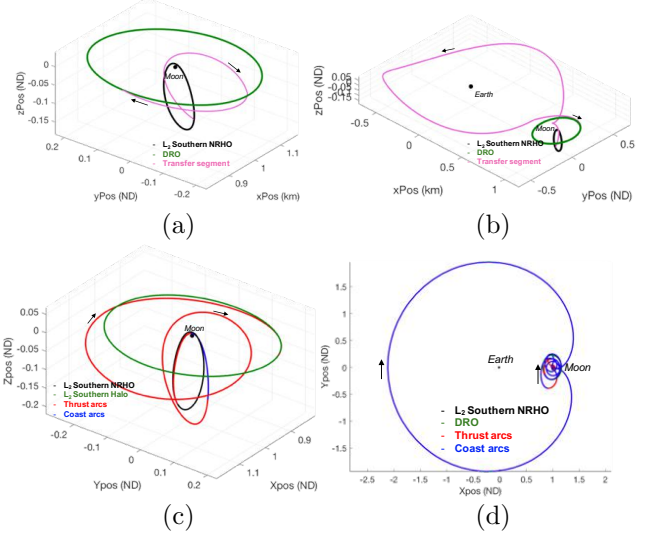 zPos (ND)
0
-0.05
-0.1
-0.15
0.2
0.1
0
-0.1
-0.2
yPos (ND)
0.9
1
1.1
xPos (km)
Moon
- L2 Southern NRHO
- DRO
- Transfer segment
(a)
zPos (ND)
0.05
-0.15
-0.5
0
0.5
1
xPos (km)
-0.5
0
0.5
yPos (ND)
Earth
Moon
- L2 Southern NRHO
- DRO
- Transfer segment
(b)
Zpos (ND)
0.05
0
-0.05
-0.1
-0.15
-0.2
-0.2
-0.1
0
0.1
0.2
Ypos (ND)
1.1
1
0.9
Xpos (ND)
Moon
- L2 Southern NRHO
- L2 Southern Halo
- Thrust arcs
- Coast arcs
(c)
Ypos (ND)
1.5
1
0.5
0
-0.5
-1
-1.5
-2.5
-2
-1.5
-1
-0.5
0
0.5
1
1.5
2
Xpos (ND)
Earth
Moon
- L2 Southern NRHO
- DRO
- Thrust arcs
- Coast arcs
(d)